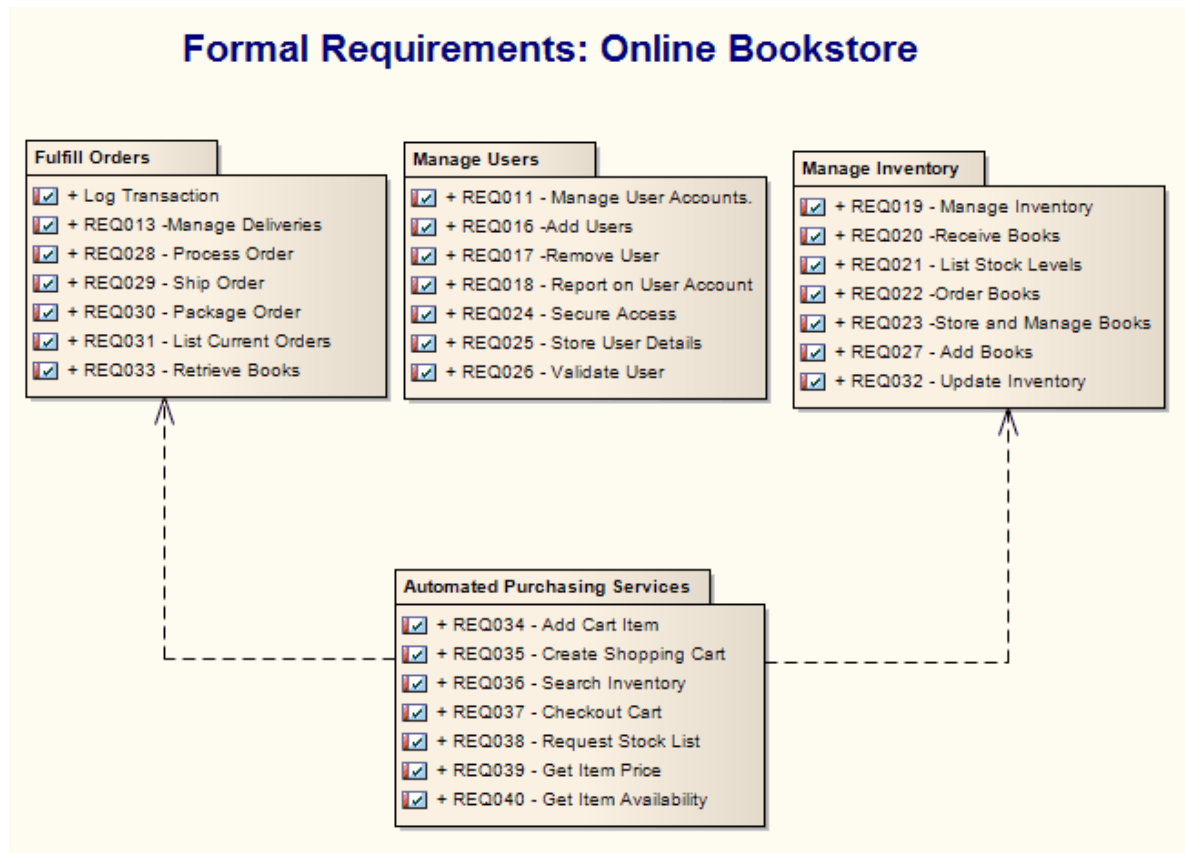 Formal Requirements: Online Bookstore
Fulfill Orders
+ Log Transaction
+ REQ013 -Manage Deliveries
+ REQ028 - Process Order
+ REQ029 - Ship Order
+ REQ030 - Package Order
+ REQ031 - List Current Orders
+ REQ033 - Retrieve Books
Manage Users
+ REQ011 - Manage User Accounts.
+ REQ016 -Add Users
+ REQ017 -Remove User
+ REQ018 - Report on User Account
+ REQ024 - Secure Access
+ REQ025 - Store User Details
+ REQ026 - Validate User
Manage Inventory
+ REQ019 - Manage Inventory
+ REQ020 -Receive Books
+ REQ021 - List Stock Levels
+ REQ022 -Order Books
+ REQ023 -Store and Manage Books
+ REQ027 - Add Books
+ REQ032 - Update Inventory
Automated Purchasing Services
+ REQ034 - Add Cart Item
+ REQ035 - Create Shopping Cart
+ REQ036 - Search Inventory
+ REQ037 - Checkout Cart
+ REQ038 - Request Stock List
+ REQ039 - Get Item Price
+ REQ040 - Get Item Availability